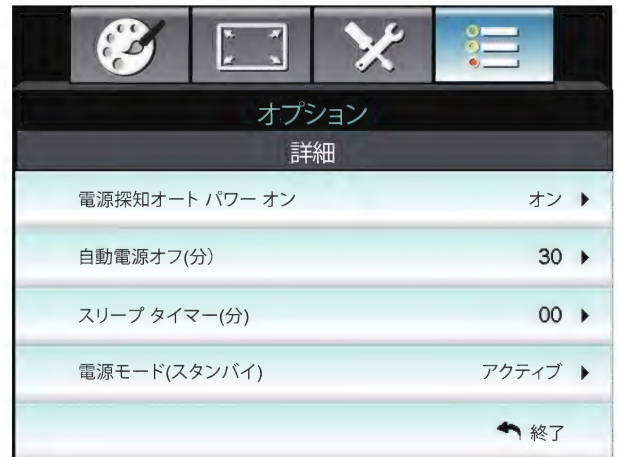 オプション
詳細
電源探知オート パワー オン オン
自動電源オフ(分) 30
スリープ タイマー(分) 00
電源モード(スタンバイ) アクティブ
終了